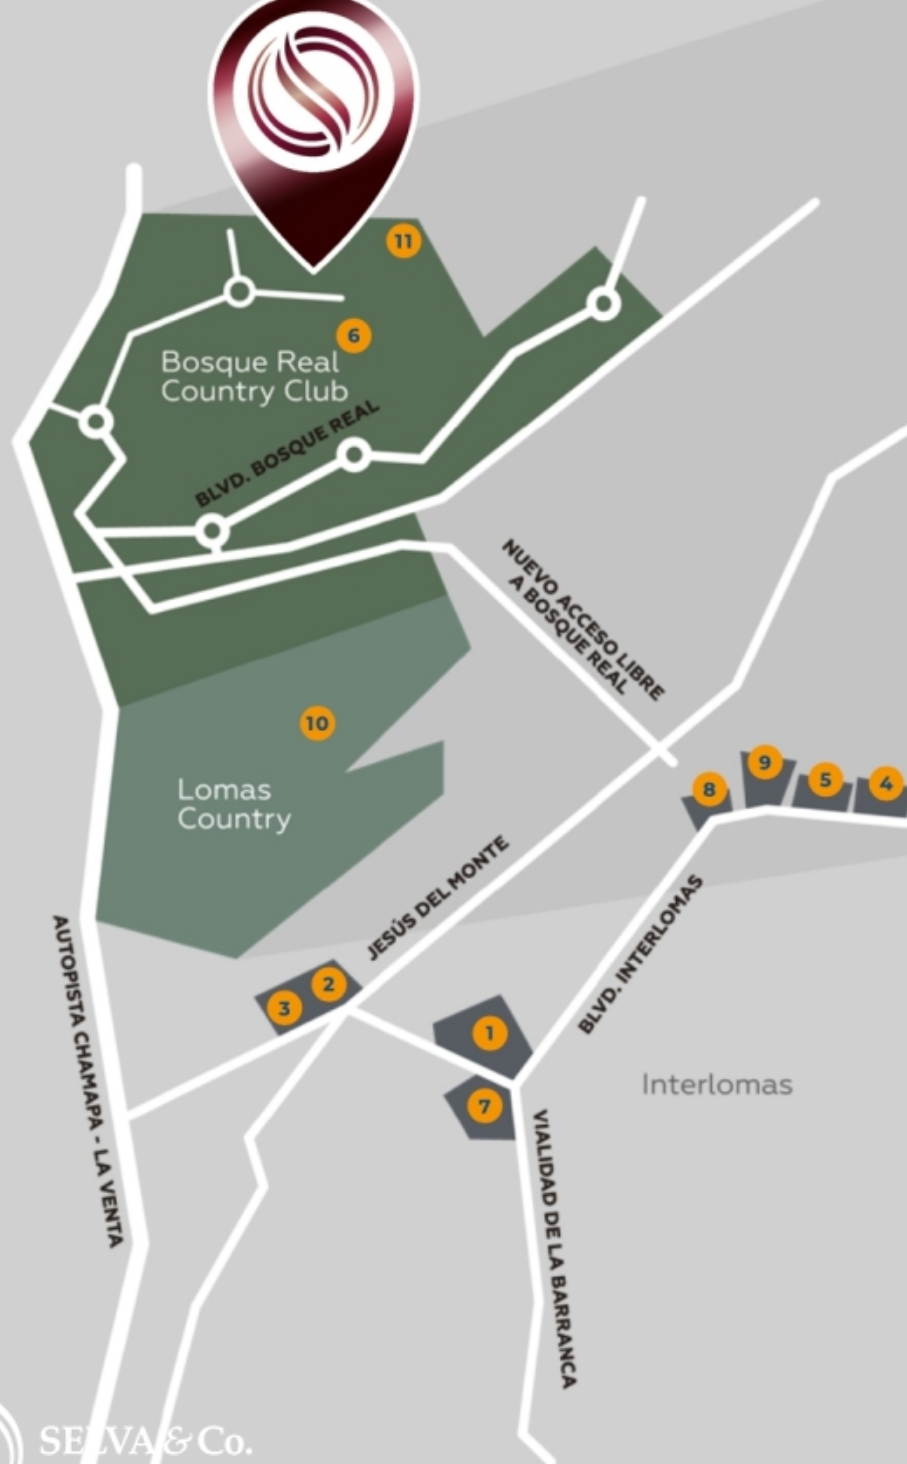 11
6
Bosque Real
Country Club
BLVD. BOSQUE REAL
NUEVO ACCESO LIBRE
A BOSQUE REAL
10
Lomas
Country
9
8
5
4
JESÚS DEL MONTE
BLVD. INTERLOMAS
AUTOPISTA CHAMAPA - LA VENTA
2
3
1
7
Interlomas
VIALIDAD DE LA BARRANCA
SELVA & Co.